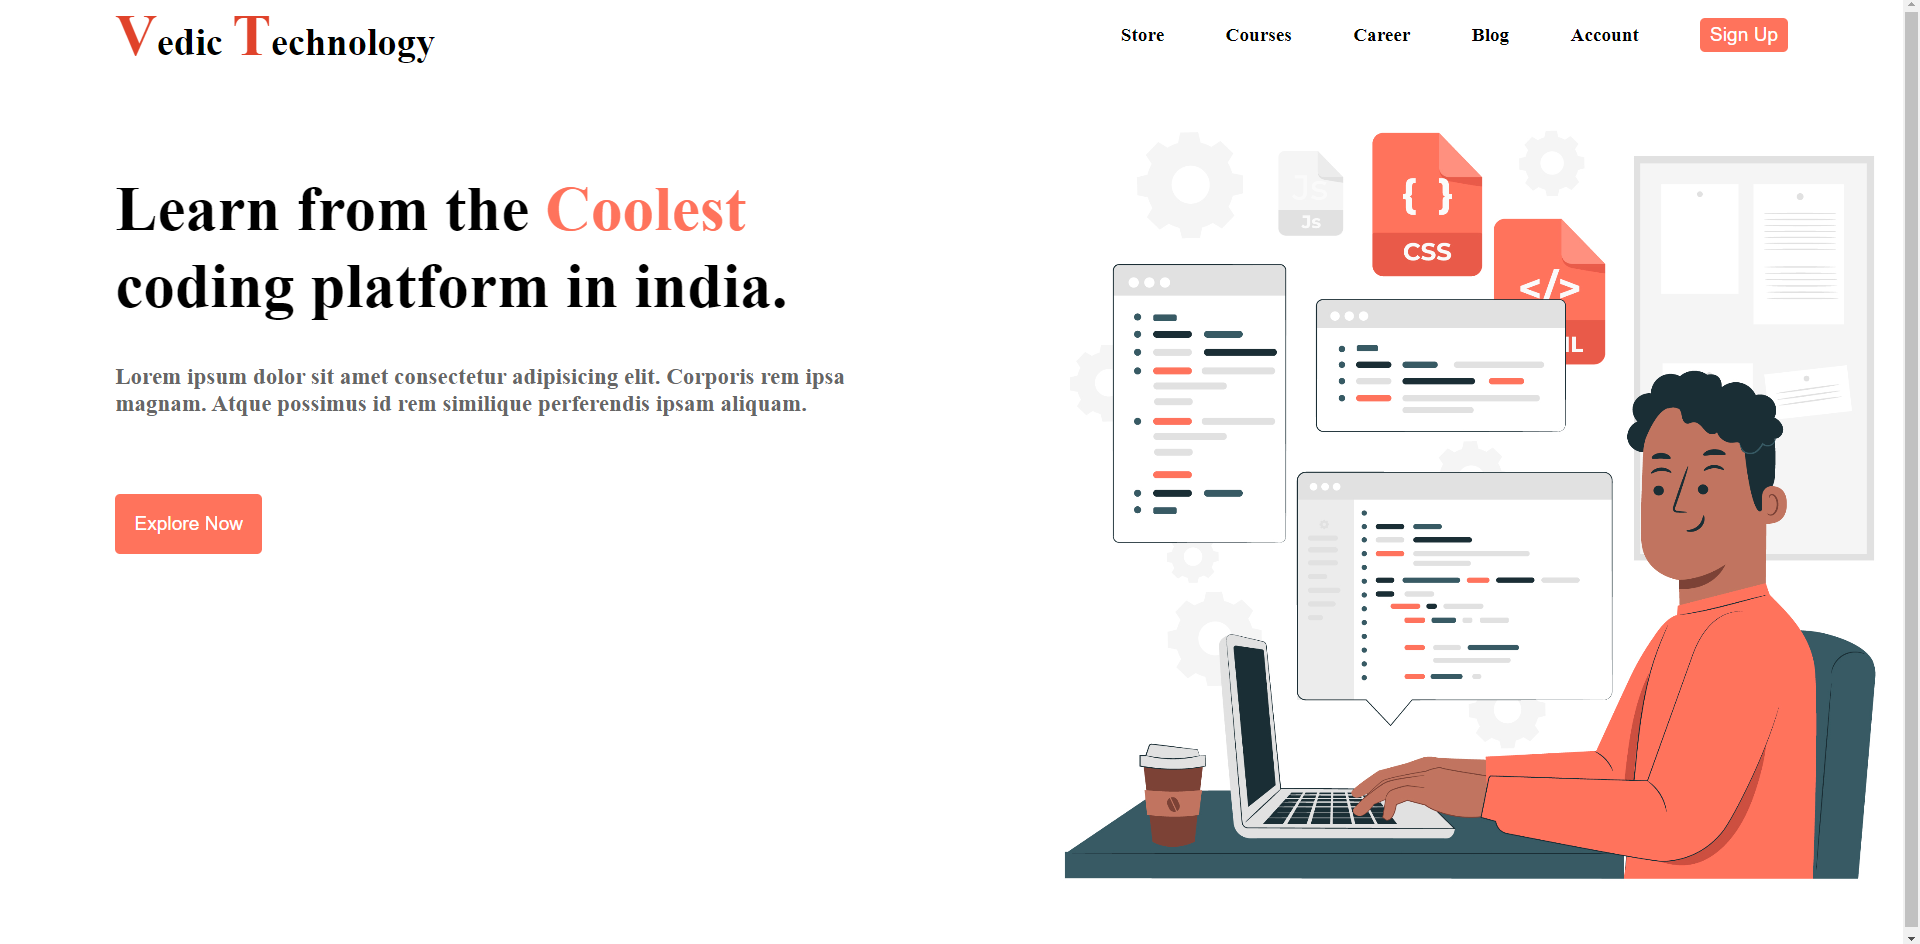 Vedic Technology
Store
Courses
Career
Blog
Account
Sign Up
Learn from the Coolest
coding platform in india.
Lorem ipsum dolor sit amet consectetur adipisicing elit. Corporis rem ipsa
magnam. Atque possimus id rem similique perferendis ipsam aliquam.
Explore Now
Js
Js
{ }
CSS
</>